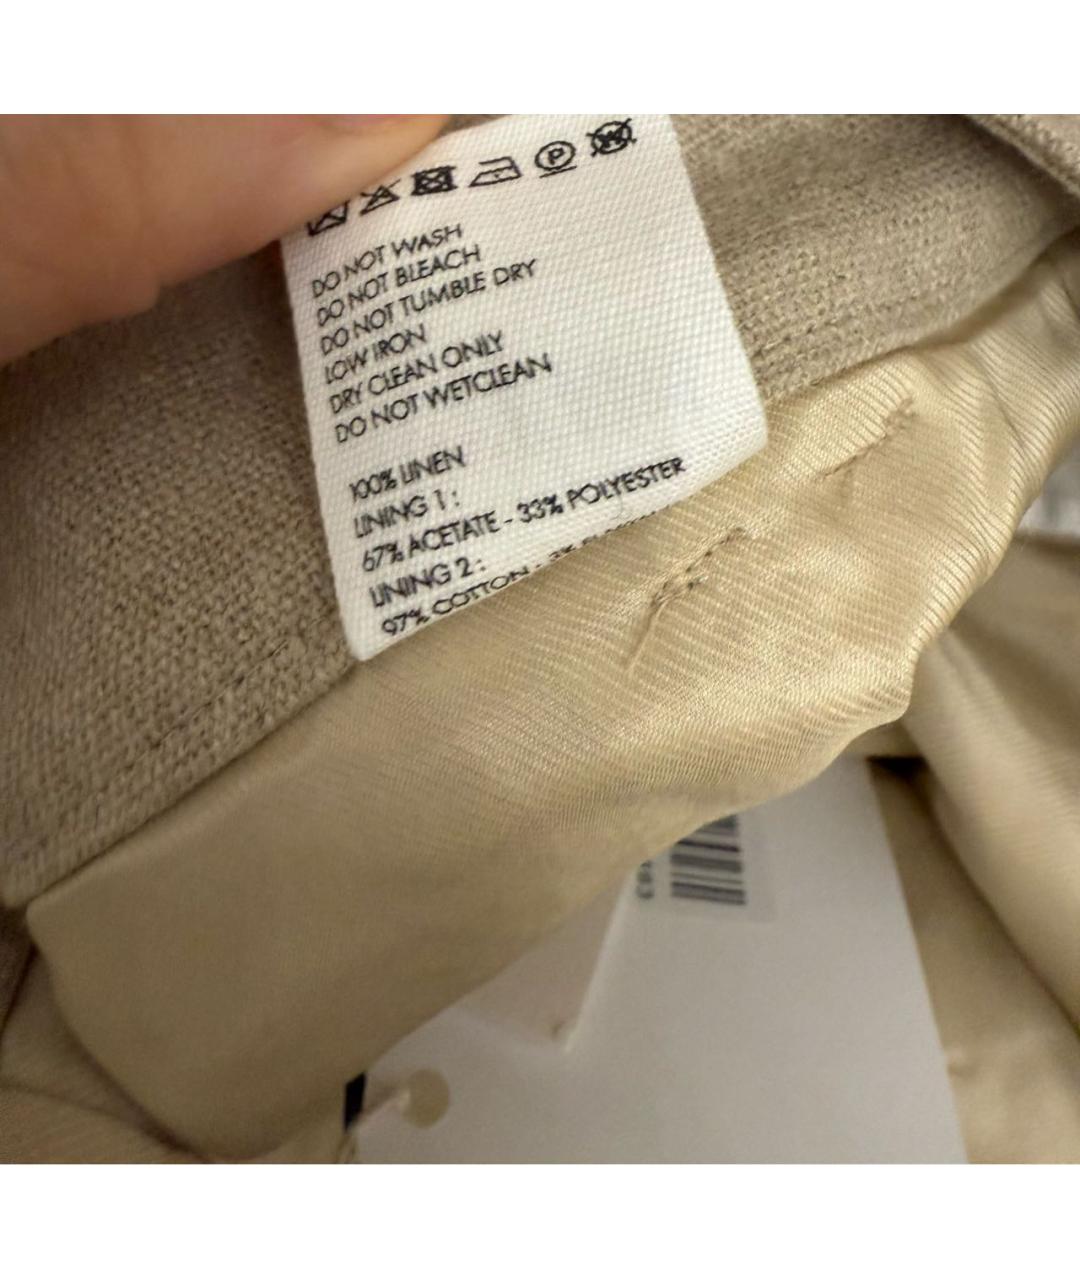 DO NOT WASH
DO NOT BLEACH
DO NOT TUMBLE DRY
LOW IRON
DRY CLEAN ONLY
DO NOT WETCLEAN
100% LINEN
LINING 1 :
67% ACETATE - 33% POLYESTER
LINING 2 :
97% COTTON - 3%